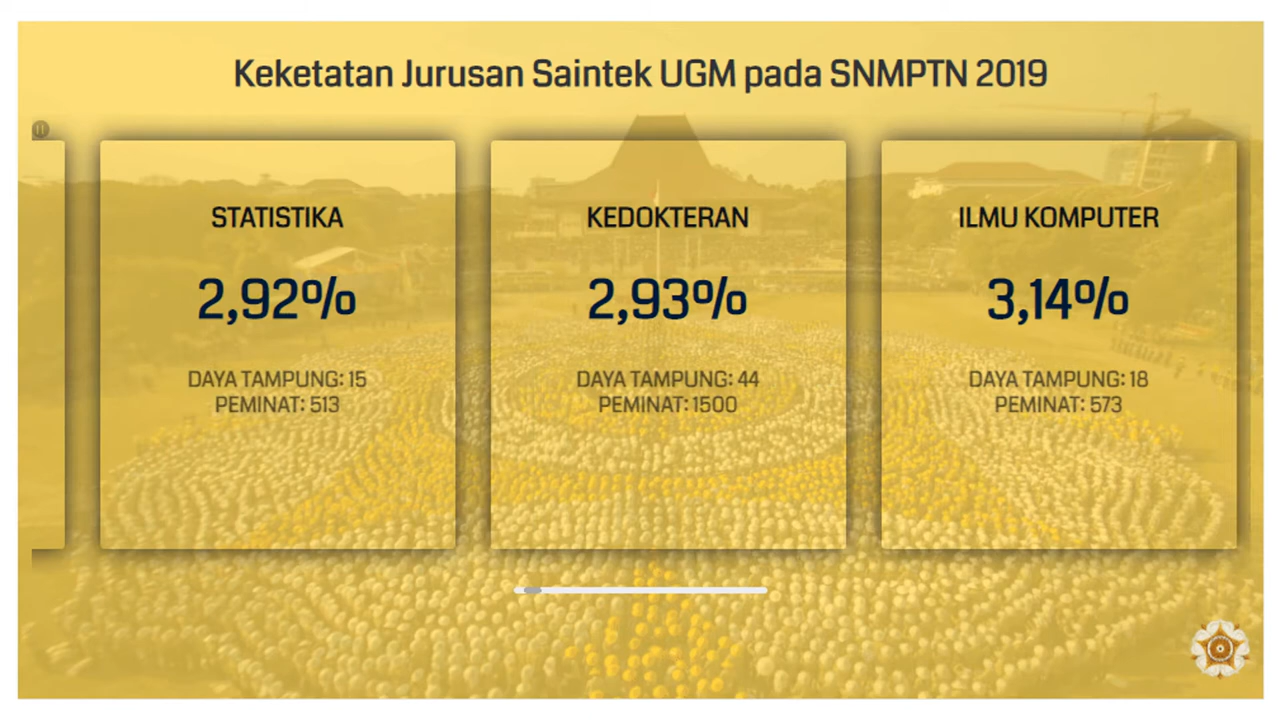 Keketatan Jurusan Saintek UGM pada SNMPTN 2019
STATISTIKA
2,92%
DAYA TAMPUNG: 15
PEMINAT: 513
KEDOKTERAN
2,93%
DAYA TAMPUNG: 44
PEMINAT: 1500
ILMU KOMPUTER
3,14%
DAYA TAMPUNG: 18
PEMINAT: 573